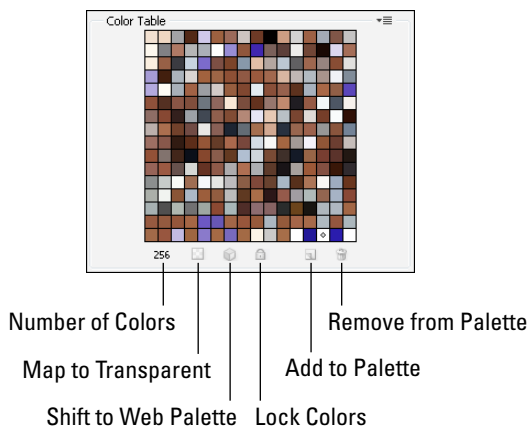 Color Table
256
Number of Colors
Remove from Palette
Map to Transparent
Add to Palette
Shift to Web Palette
Lock Colors